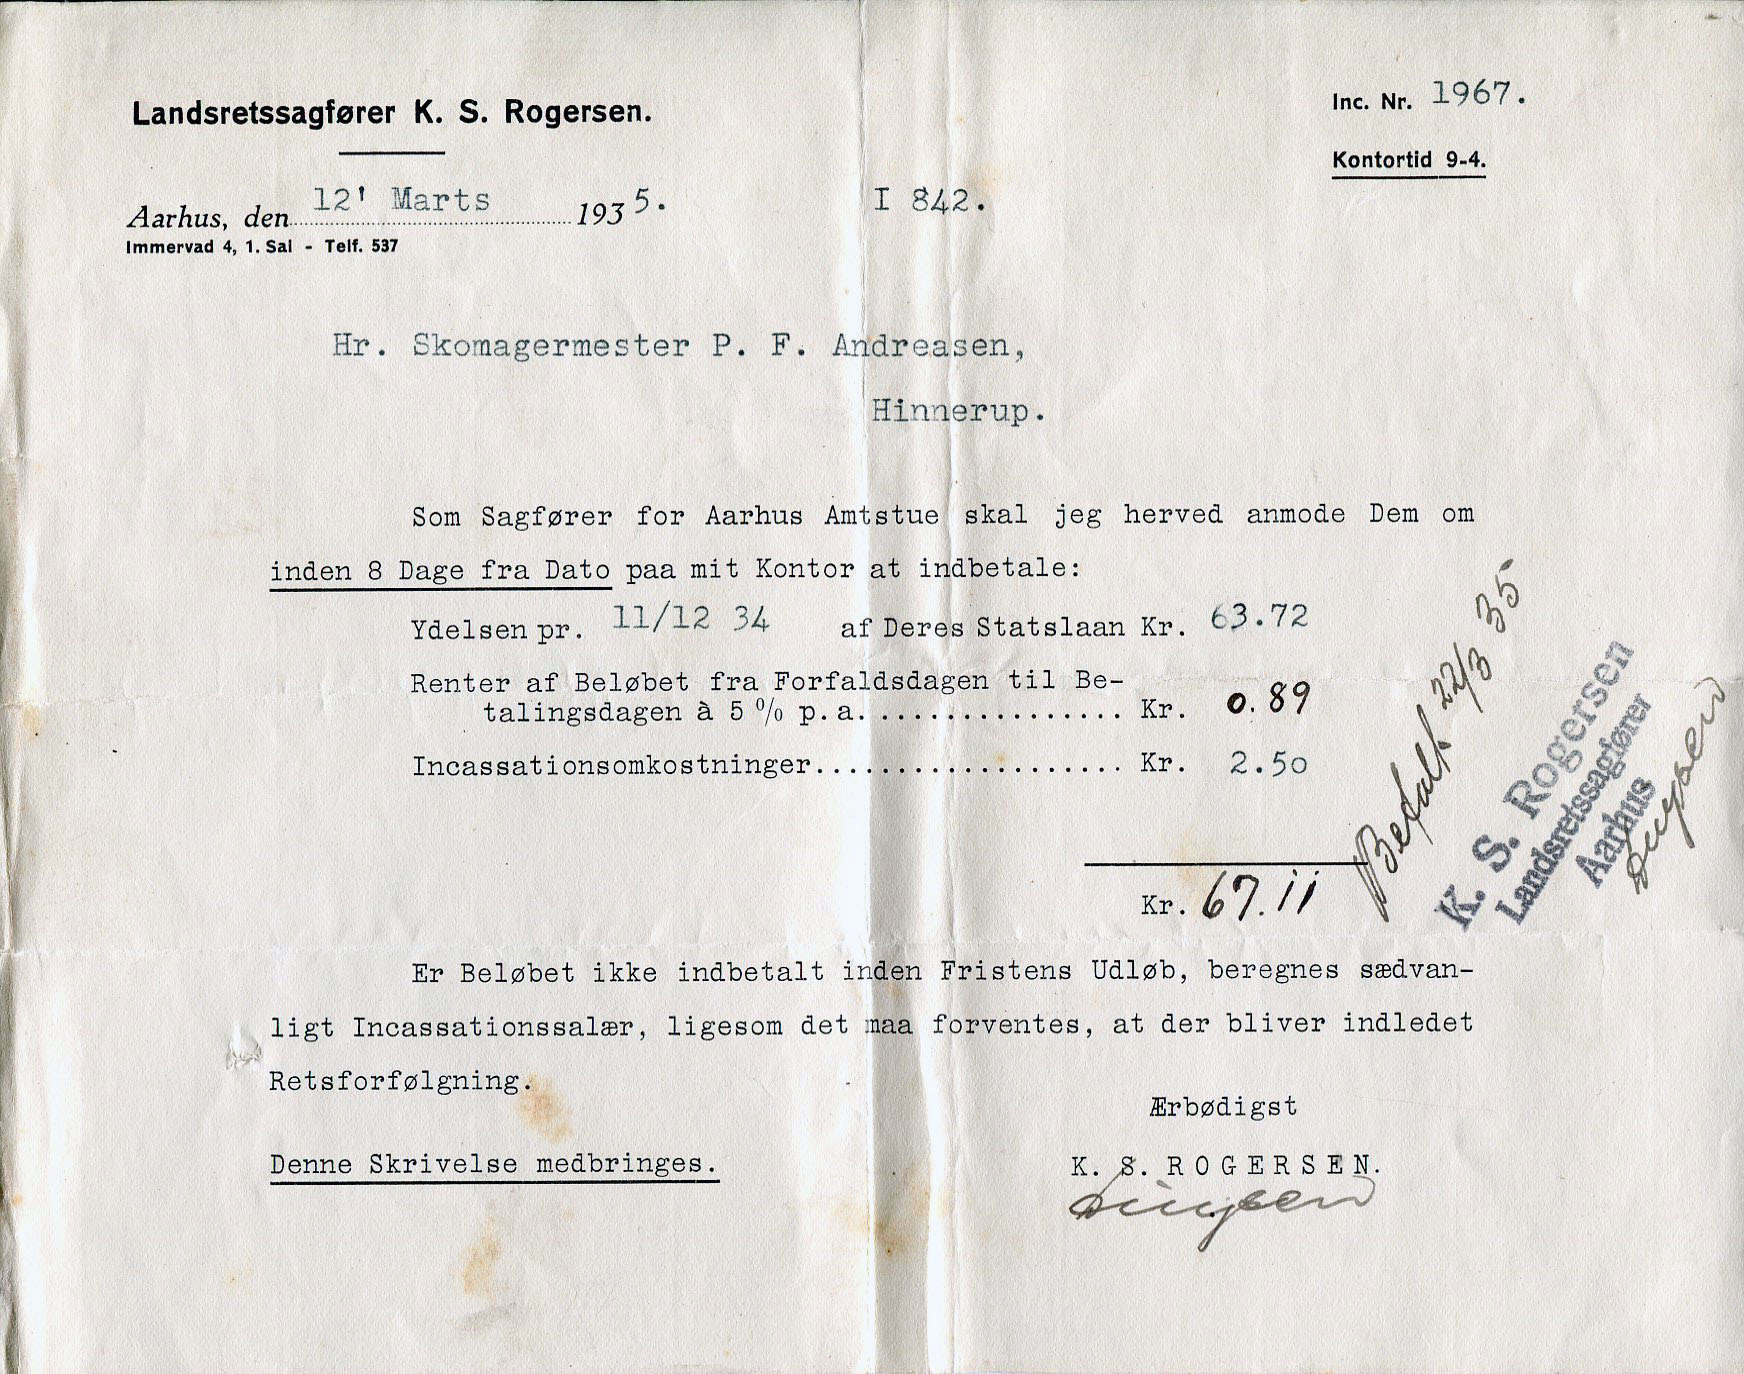 Landsretssagfører K. S. Rogersen.
Inc. Nr. 1967.
Kontortid 9-4.
Aarhus, den 12' Marts 1935.
I 842.
Immervad 4, 1. Sal - Telf. 537
Hr. Skomagermester P. F. Andreasen,
Hinnerup.
Som Sagfører for Aarhus Amtstue skal jeg herved anmode Dem om
inden 8 Dage fra Dato paa mit Kontor at indbetale:
Ydelsen pr. 11/12 34 af Deres Statslaan Kr. 63.72
Renter af Beløbet fra Forfaldsdagen til Be-
talingsdagen à 5 % p.a................. Kr. 0.89
Incassationsomkostninger................... Kr. 2.50
Kr. 67.11
Betalt 22/3 35
K. S. Rogersen
Landsretssagfører
Aarhus
Er Beløbet ikke indbetalt inden Fristens Udløb, beregnes sædvan-
ligt Incassationssalær, ligesom det maa forventes, at der bliver indledet
Retsforfølgning.
Ærbødigst
Denne Skrivelse medbringes.
K. S. ROGERSEN.